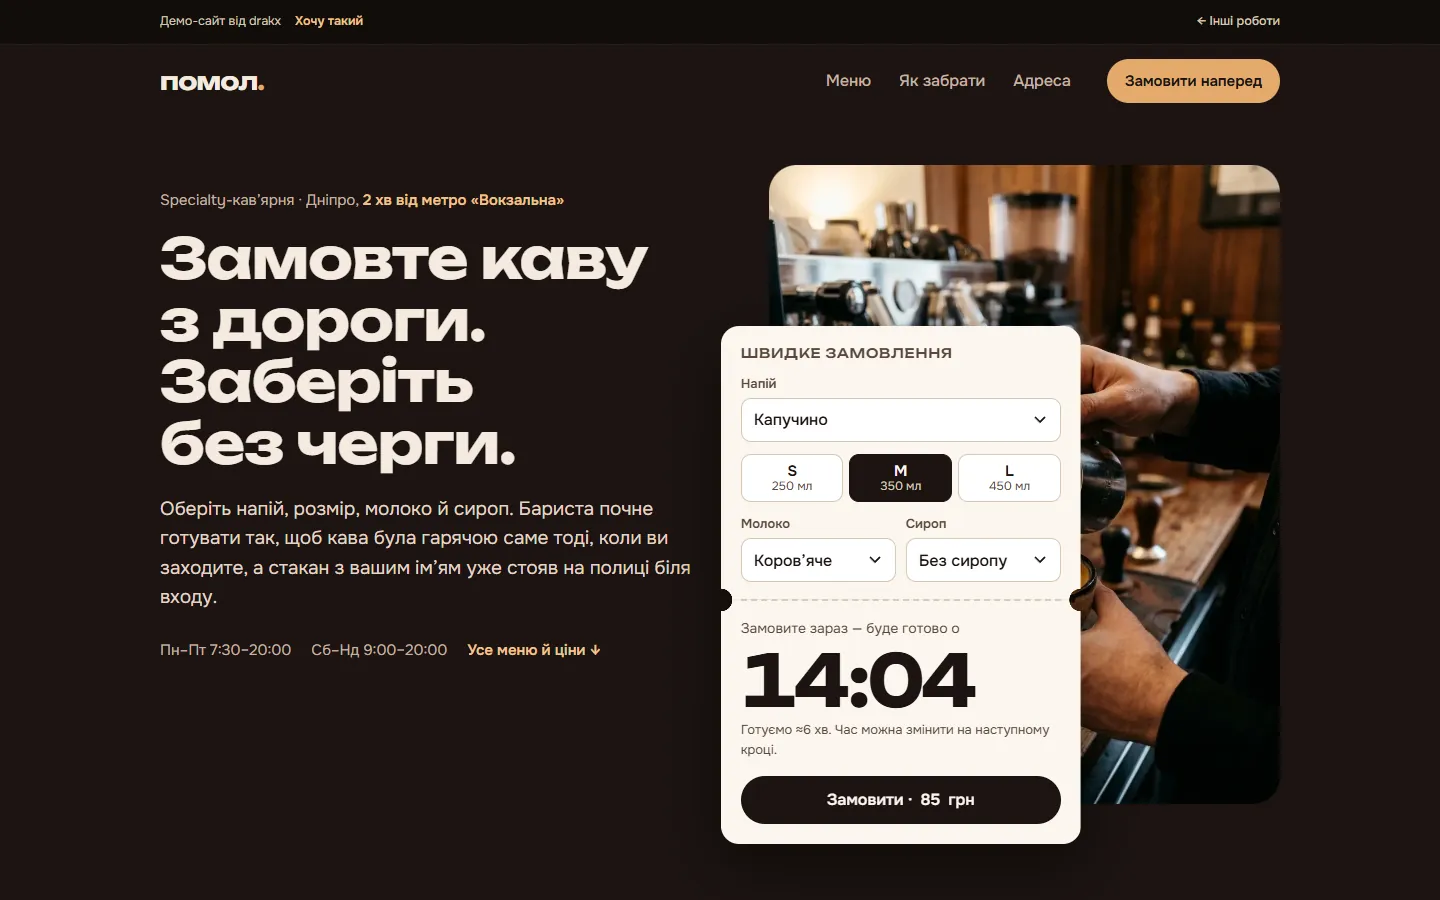 Демо-сайт від drakx Хочу такий
← Інші роботи
помол.
Меню Як забрати Адреса Замовити наперед
Specialty-кав’ярня · Дніпро, 2 хв від метро «Вокзальна»
Замовте каву
з дороги.
Заберіть
без черги.
Оберіть напій, розмір, молоко й сироп. Бариста почне
готувати так, щоб кава була гарячою саме тоді, коли ви
заходите, а стакан з вашим ім’ям уже стояв на полиці біля
входу.
Пн–Пт 7:30–20:00 Сб–Нд 9:00–20:00 Усе меню й ціни ↓
ШВИДКЕ ЗАМОВЛЕННЯ
Напій
Капучино
S M L
250 мл 350 мл 450 мл
Молоко Сироп
Коров’яче Без сиропу
Замовите зараз — буде готово о
14:04
Готуємо ≈6 хв. Час можна змінити на наступному
кроці.
Замовити · 85 грн